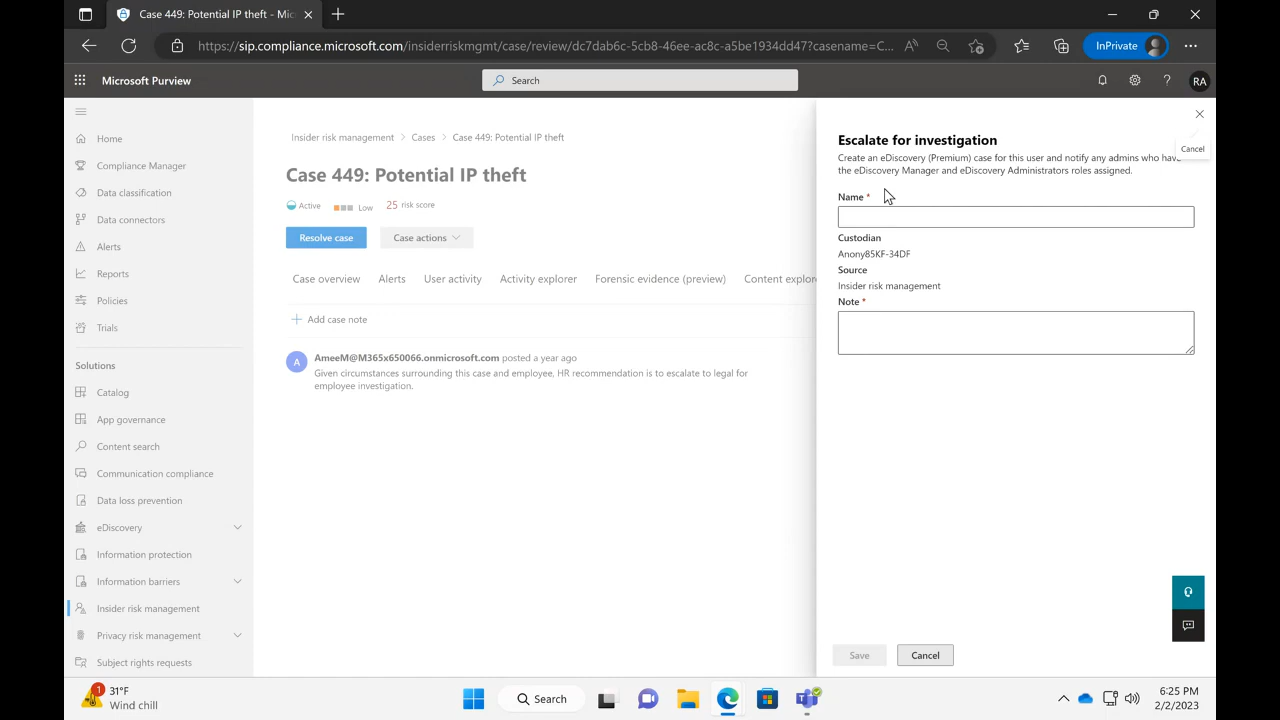 Case 449: Potential IP theft - Mic
https://sip.compliance.microsoft.com/insiderriskmgmt/case/review/dc7dab6c-5cb8-46ee-ac8c-a5be1934dd47?casename=C...
InPrivate
Microsoft Purview
Search
RA
Home
Compliance Manager
Data classification
Data connectors
Alerts
Reports
Policies
Trials
Solutions
Catalog
App governance
Content search
Communication compliance
Data loss prevention
eDiscovery
Information protection
Information barriers
Insider risk management
Privacy risk management
Subject rights requests
Insider risk management > Cases > Case 449: Potential IP theft
Case 449: Potential IP theft
Active Low 25 risk score
Resolve case Case actions
Case overview Alerts User activity Activity explorer Forensic evidence (preview) Content explor
+ Add case note
A AmeeM@M365x650066.onmicrosoft.com posted a year ago
Given circumstances surrounding this case and employee, HR recommendation is to escalate to legal for
employee investigation.
Cancel
Escalate for investigation
Create an eDiscovery (Premium) case for this user and notify any admins who have
the eDiscovery Manager and eDiscovery Administrators roles assigned.
Name *
Custodian
Anony85KF-34DF
Source
Insider risk management
Note *
Save Cancel
1 31°F
Wind chill
Search
6:25 PM
2/2/2023